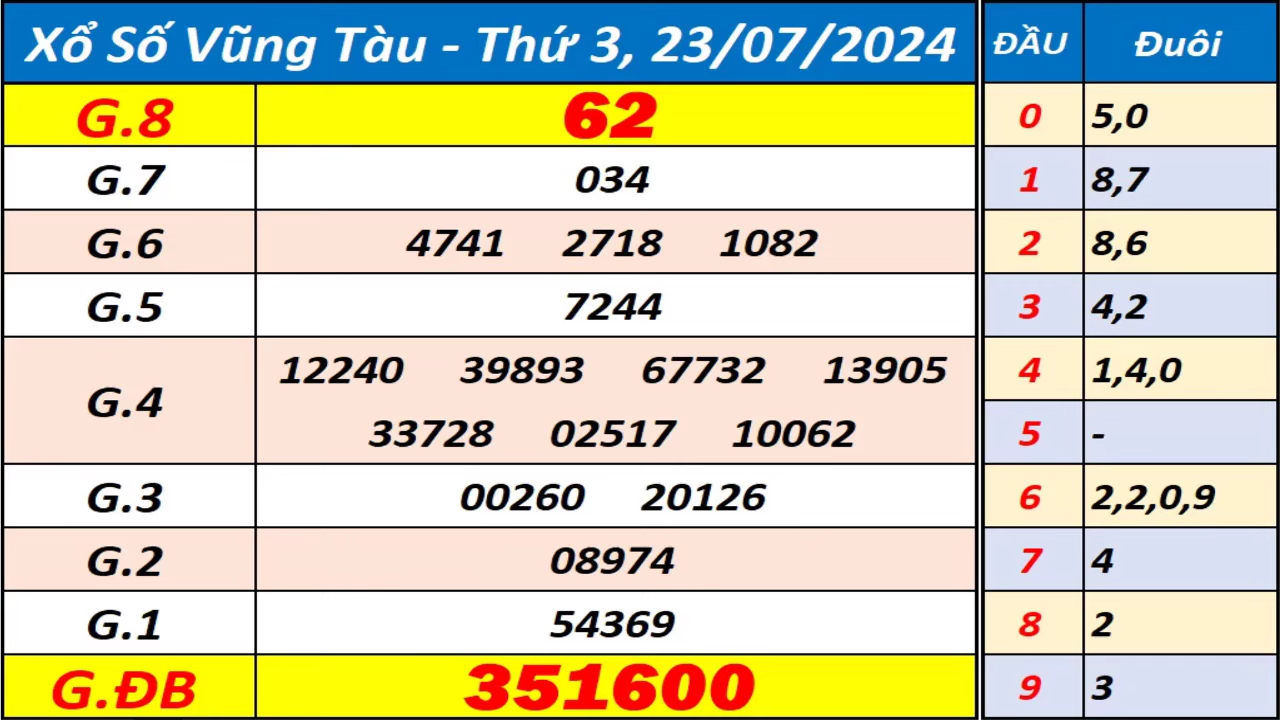 Xổ Số Vũng Tàu - Thứ 3, 23/07/2024
G.8 62
G.7 034
G.6 4741 2718 1082
G.5 7244
G.4 12240 39893 67732 13905
33728 02517 10062
G.3 00260 20126
G.2 08974
G.1 54369
G.ĐB 351600
ĐẦU Đuôi
0 5,0
1 8,7
2 8,6
3 4,2
4 1,4,0
5 -
6 2,2,0,9
7 4
8 2
9 3